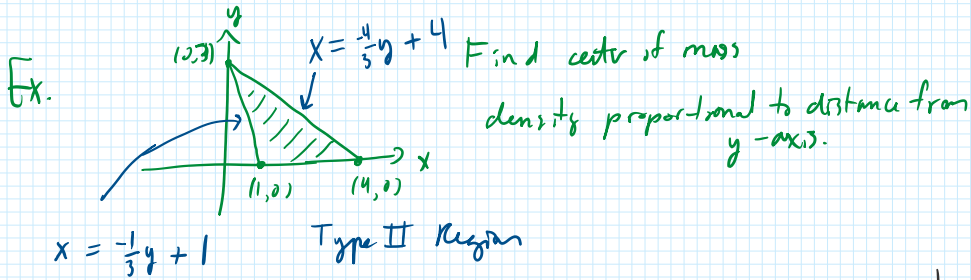 y
(0,3)
x = -4/3 y + 4
Find center of mass
Ex.
density proportional to distance from
y-axis.
x
(1,0)
(4,0)
x = -1/3 y + 1
Type II Region